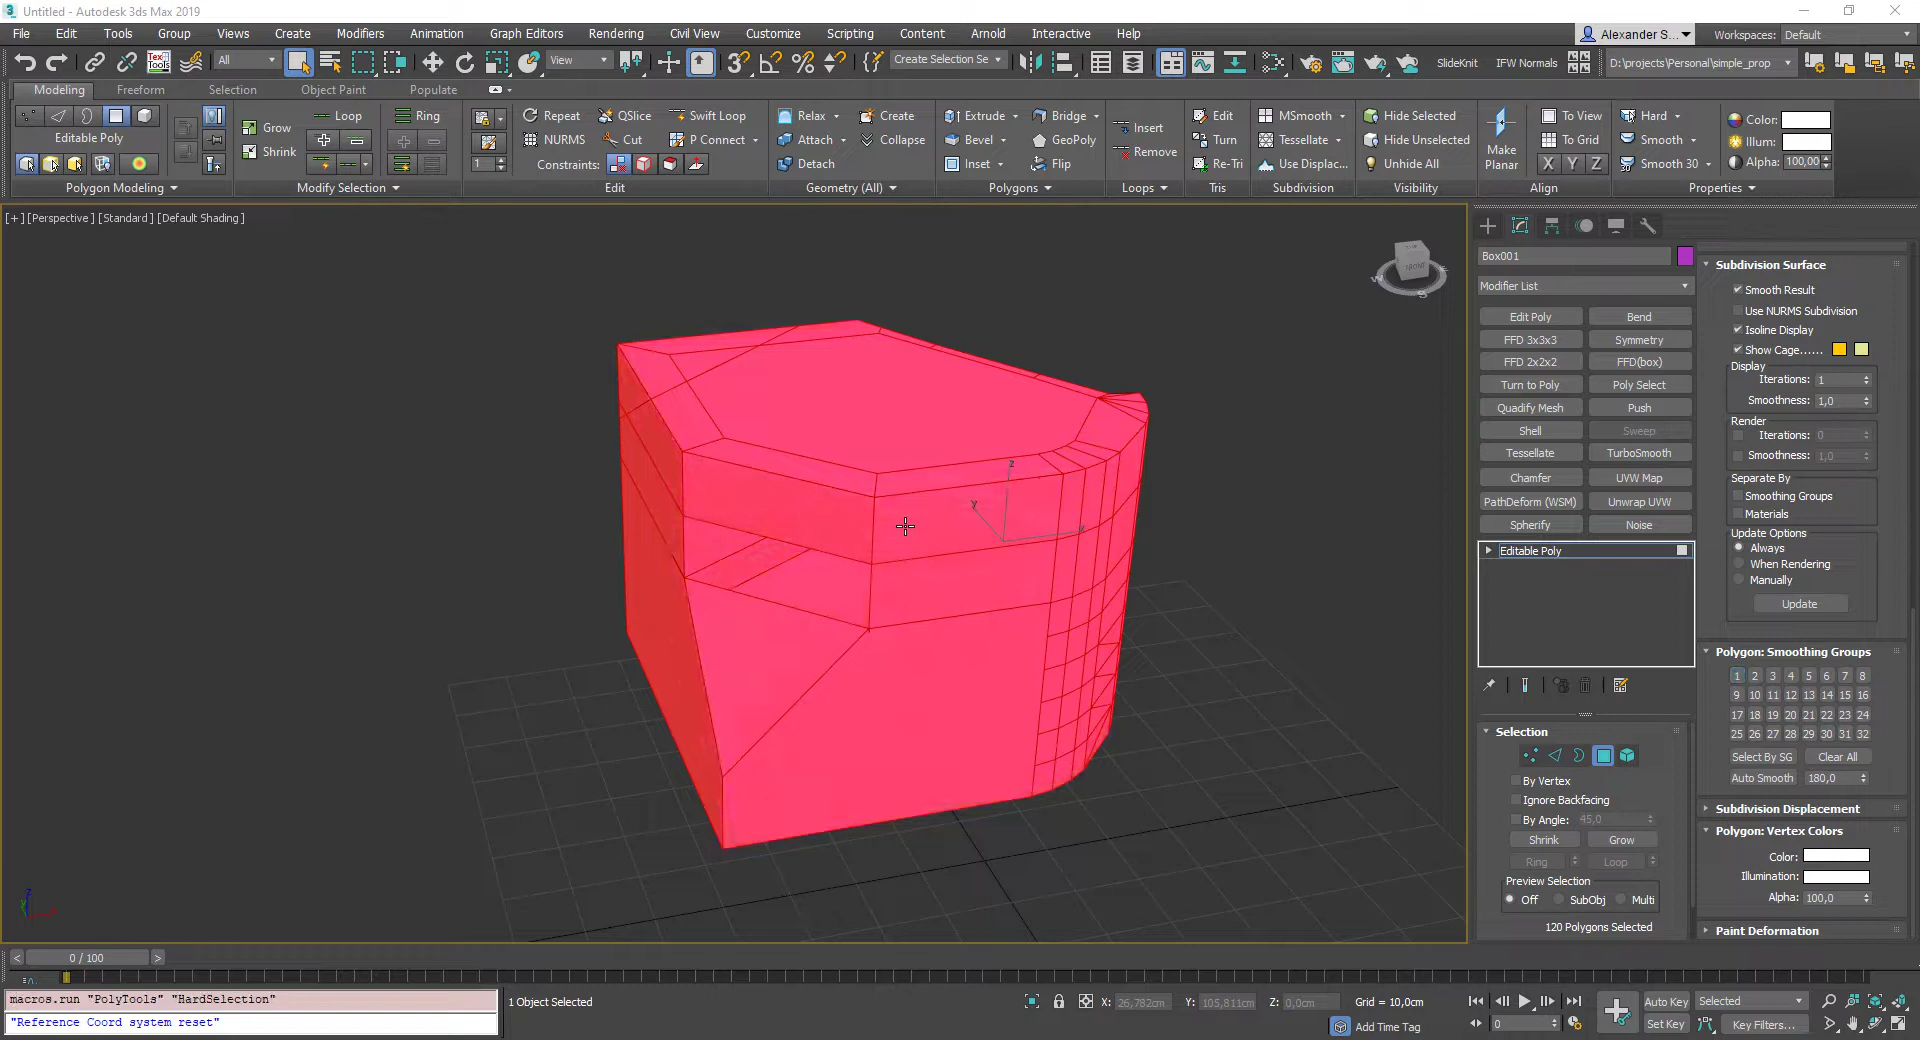 Untitled - Autodesk 3ds Max 2019
File Edit Tools Group Views Create Modifiers Animation Graph Editors Rendering Civil View Customize Scripting Content Arnold Interactive Help Alexander S... Workspaces: Default
All View Create Selection Se SlideKnit IFW Normals D:\projects\Personal\simple_prop
Modeling Freeform Selection Object Paint Populate
Grow Loop Ring Repeat QSlice Swift Loop Relax Create Extrude Bridge Insert Edit MSmooth Hide Selected To View Hard Color:
Editable Poly Shrink NURMS Cut P Connect Attach Collapse Bevel GeoPoly Remove Turn Tessellate Hide Unselected Make Planar To Grid Smooth Illum:
1 Constraints: Detach Inset Flip Re-Tri Use Displac... Unhide All X Y Z Smooth 30 Alpha: 100,00
Polygon Modeling Modify Selection Edit Geometry (All) Polygons Loops Tris Subdivision Visibility Align Properties
[+] [Perspective] [Standard] [Default Shading]
FRONT
W
S
z
y
x
Box001
Modifier List
Edit Poly Bend
FFD 3x3x3 Symmetry
FFD 2x2x2 FFD(box)
Turn to Poly Poly Select
Quadify Mesh Push
Shell Sweep
Tessellate TurboSmooth
Chamfer UVW Map
PathDeform (WSM) Unwrap UVW
Spherify Noise
Editable Poly
Selection
By Vertex
Ignore Backfacing
By Angle: 45,0
Shrink Grow
Ring Loop
Preview Selection
Off SubObj Multi
120 Polygons Selected
Subdivision Surface
Smooth Result
Use NURMS Subdivision
Isoline Display
Show Cage......
Display
Iterations: 1
Smoothness: 1,0
Render
Iterations: 0
Smoothness: 1,0
Separate By
Smoothing Groups
Materials
Update Options
Always
When Rendering
Manually
Update
Polygon: Smoothing Groups
1 2 3 4 5 6 7 8
9 10 11 12 13 14 15 16
17 18 19 20 21 22 23 24
25 26 27 28 29 30 31 32
Select By SG Clear All
Auto Smooth 180,0
Subdivision Displacement
Polygon: Vertex Colors
Color:
Illumination:
Alpha: 100,0
Paint Deformation
< 0 / 100 >
macros.run "PolyTools" "HardSelection"
"Reference Coord system reset"
1 Object Selected X: 26,782cm Y: 105,811cm Z: 0,0cm Grid = 10,0cm Auto Key Selected
Add Time Tag 0 Set Key Key Filters...